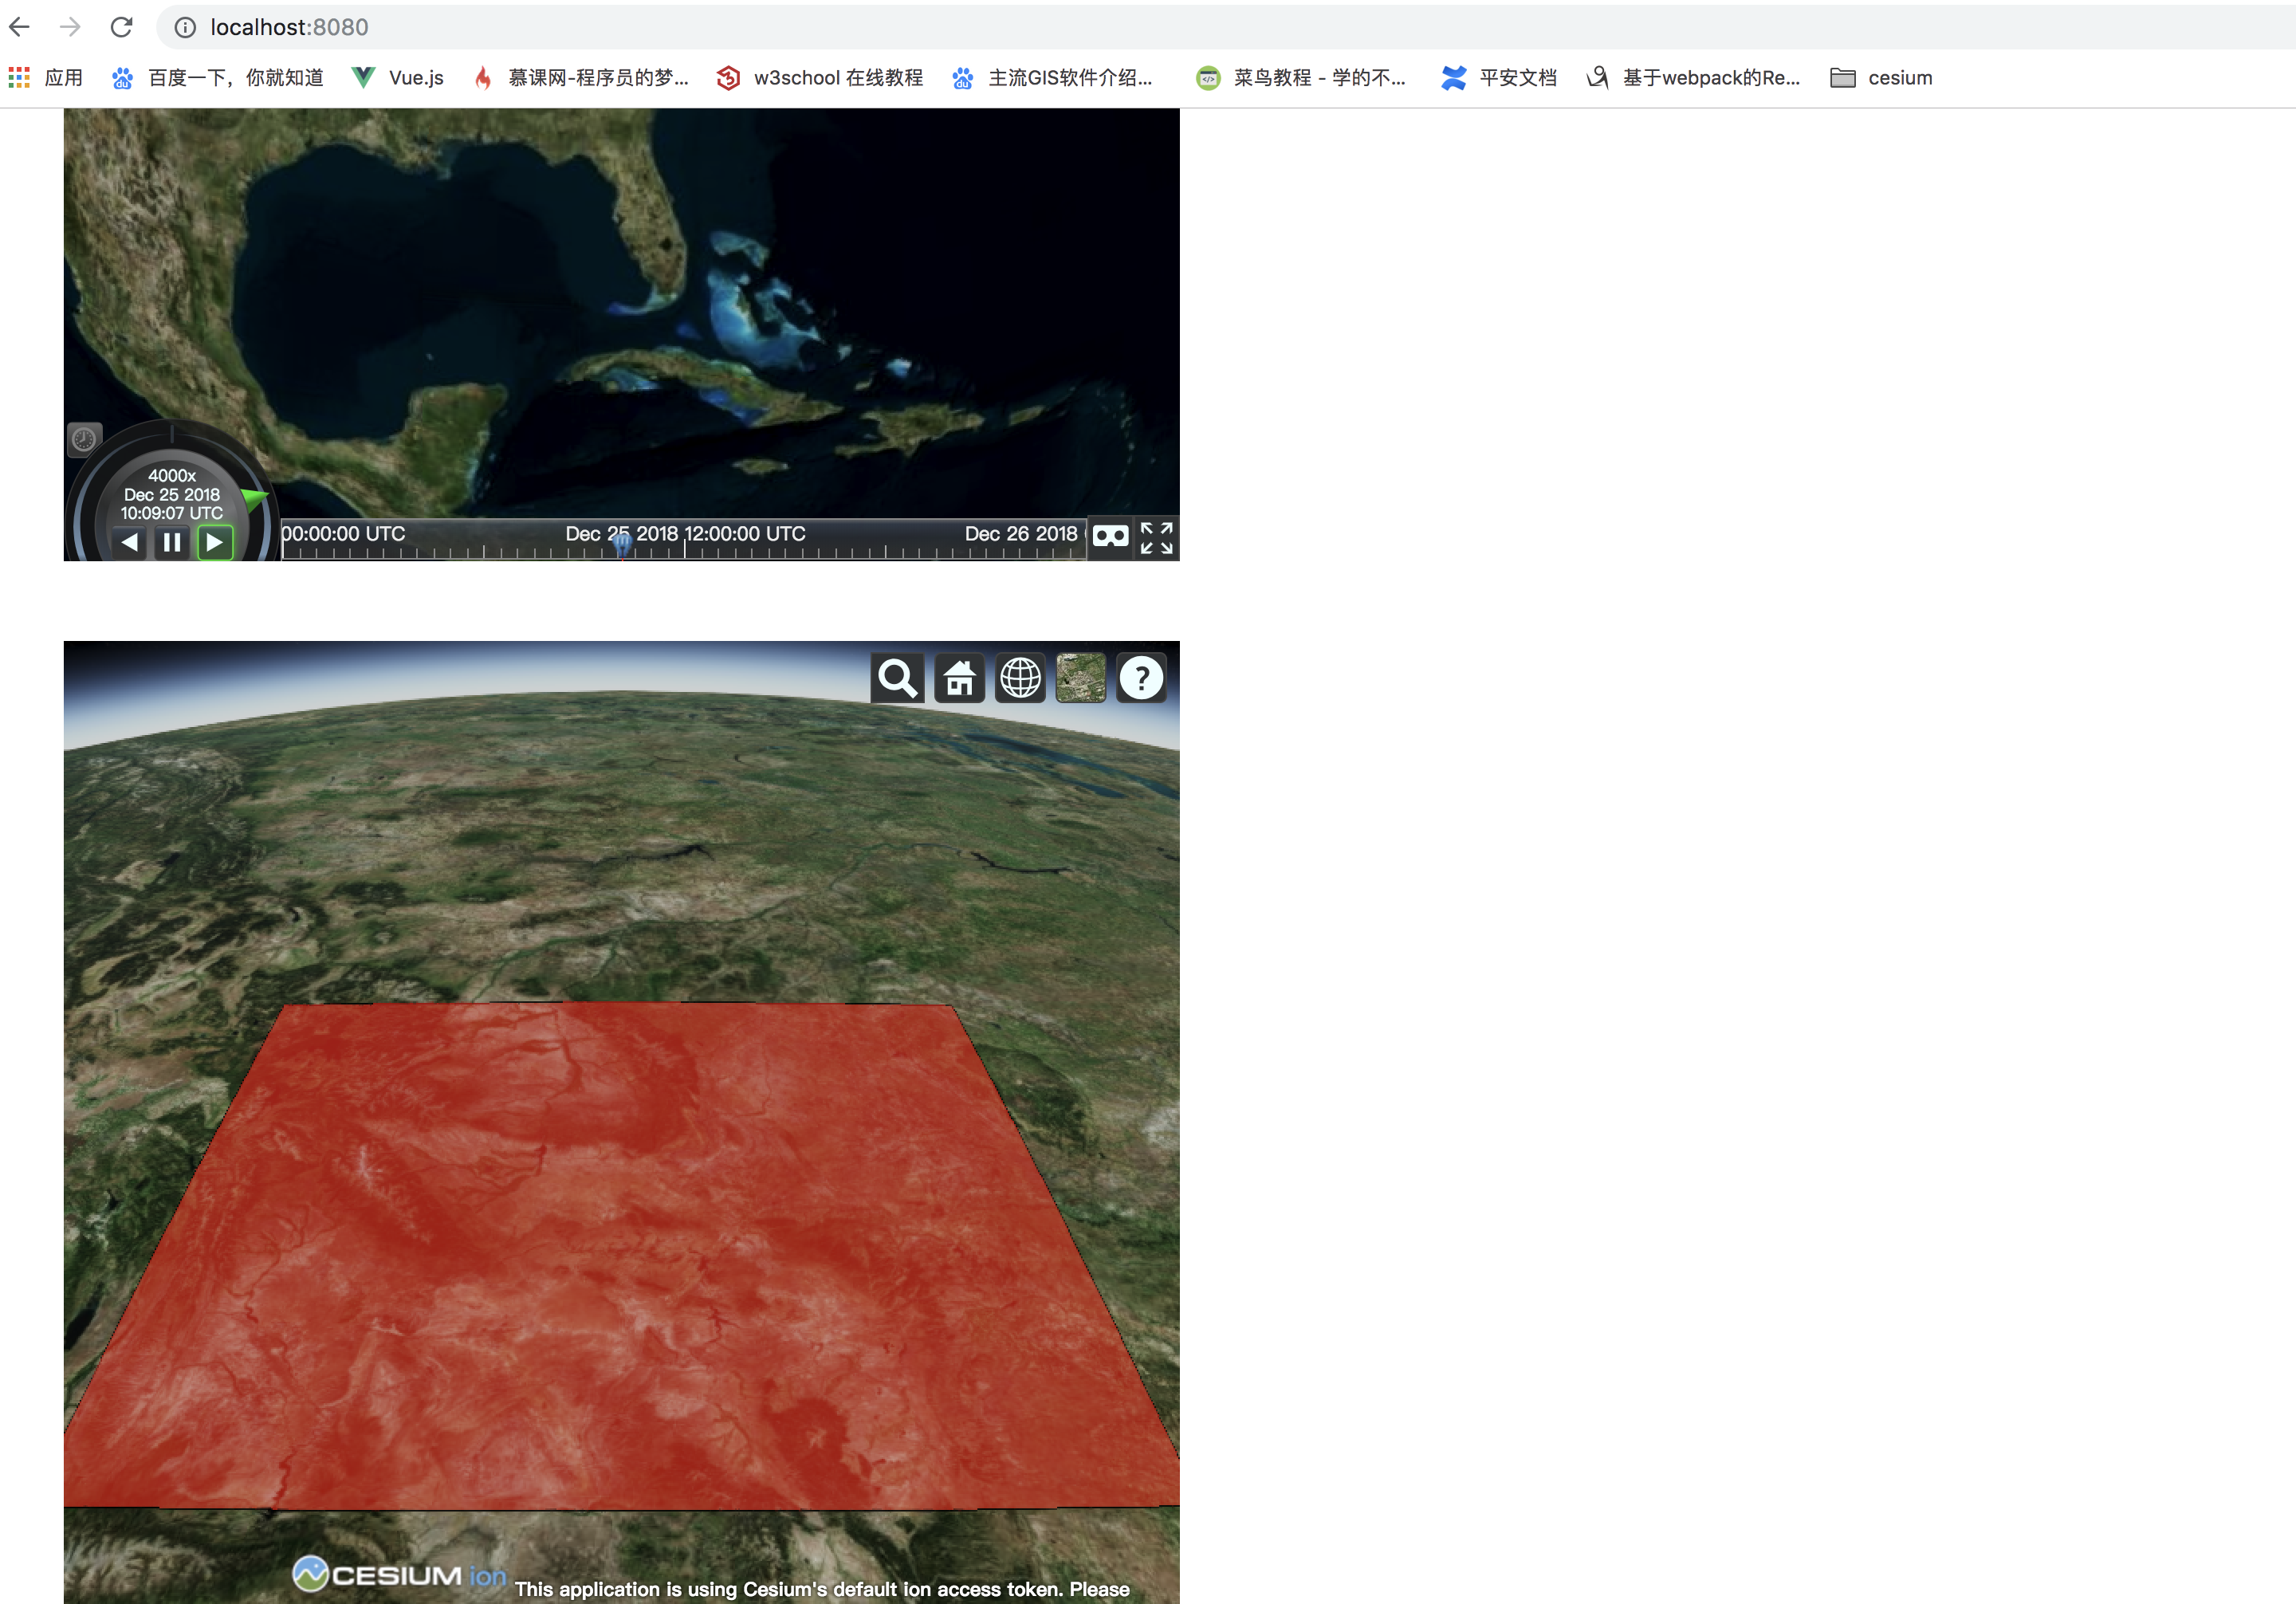 localhost:8080
应用
百度一下，你就知道
Vue.js
慕课网-程序员的梦...
w3school 在线教程
主流GIS软件介绍...
菜鸟教程 - 学的不...
平安文档
基于webpack的Re...
cesium
4000x
Dec 25 2018
10:09:07 UTC
00:00:00 UTC
Dec 25 2018 12:00:00 UTC
Dec 26 2018
?
CESIUM ion
This application is using Cesium's default ion access token. Please